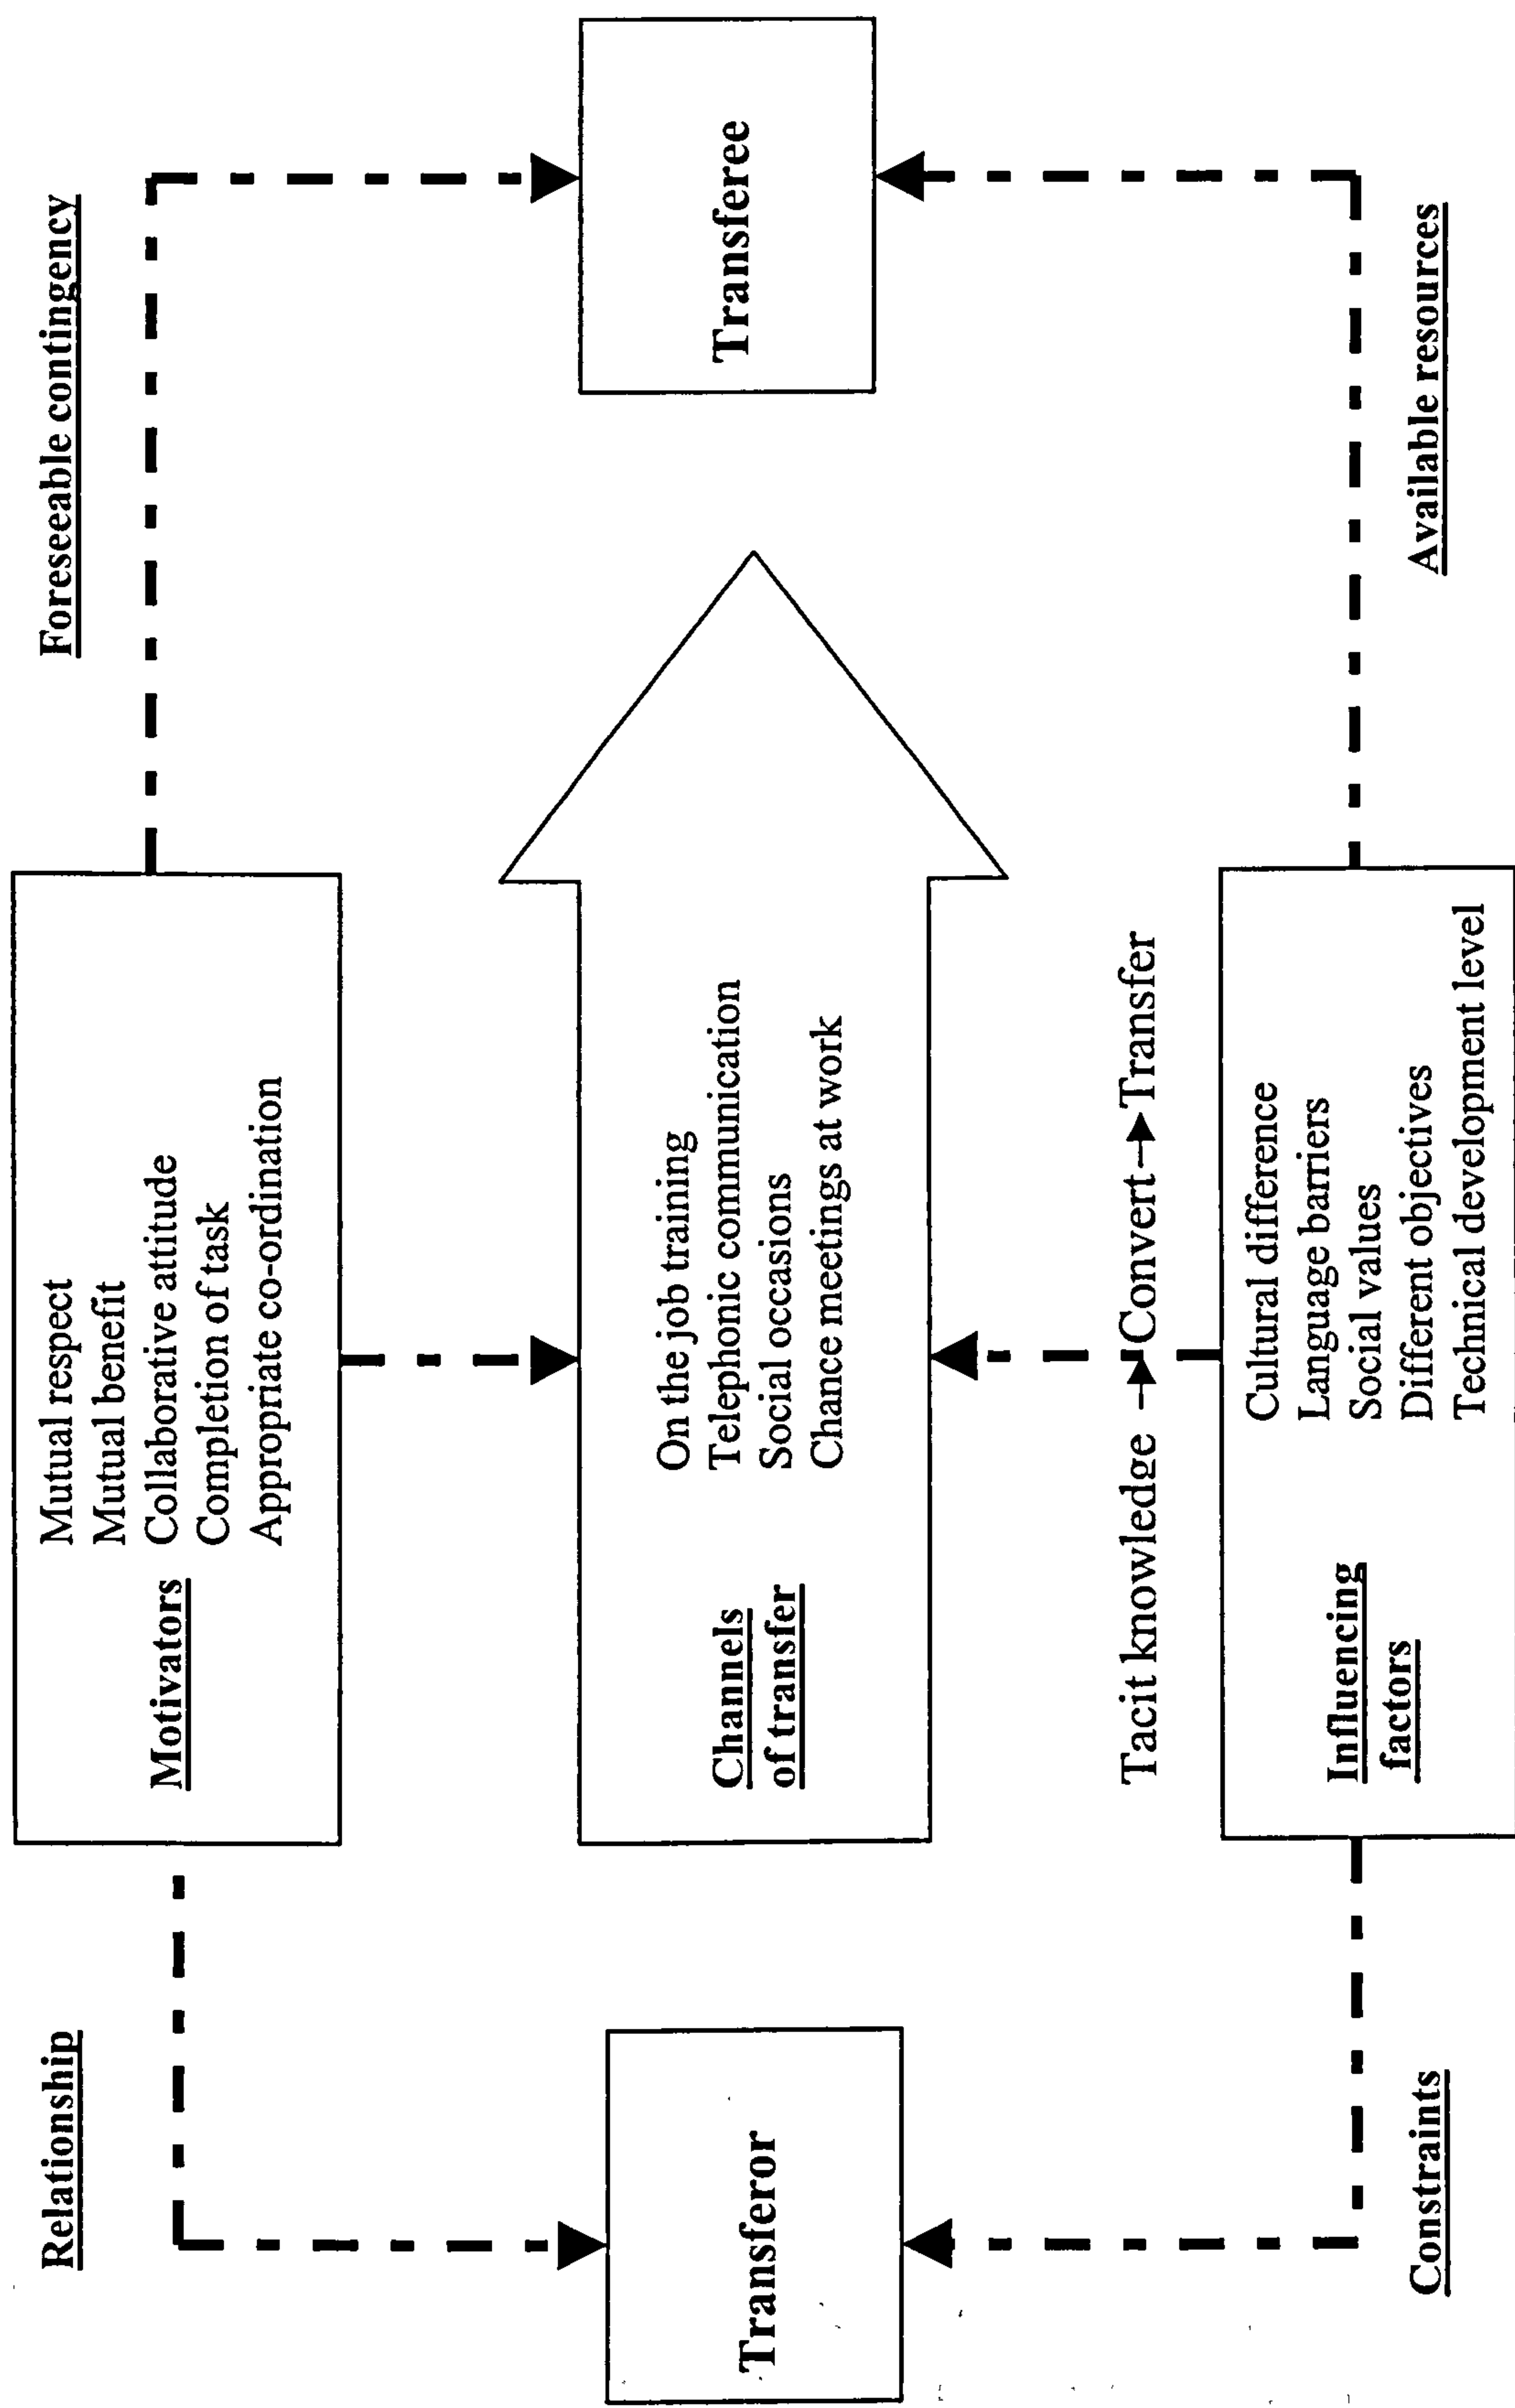 Relationship
Foreseeable contingency
Motivators
Mutual respect
Mutual benefit
Collaborative attitude
Completion of task
Appropriate co-ordination
Transferor
Channels
of transfer
On the job training
Telephonic communication
Social occasions
Chance meetings at work
Transferee
Tacit knowledge → Convert → Transfer
Influencing
factors
Cultural difference
Language barriers
Social values
Different objectives
Technical development level
Constraints
Available resources